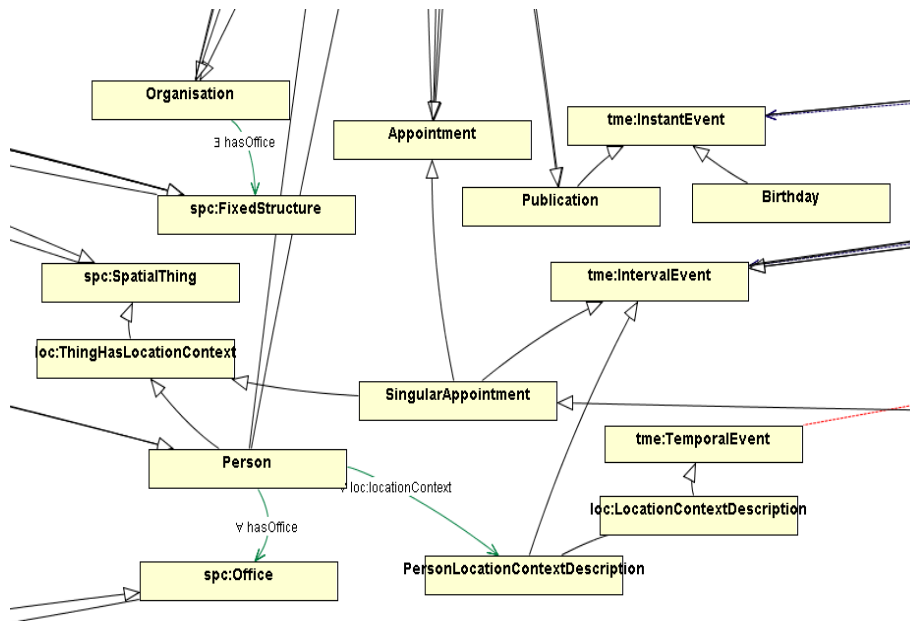 Organisation
tme:InstantEvent
Appointment
∃ hasOffice
Publication
Birthday
spc:FixedStructure
spc:SpatialThing
tme:IntervalEvent
loc:ThingHasLocationContext
SingularAppointment
tme:TemporalEvent
Person
∀ loc:locationContext
loc:LocationContextDescription
∀ hasOffice
spc:Office
PersonLocationContextDescription